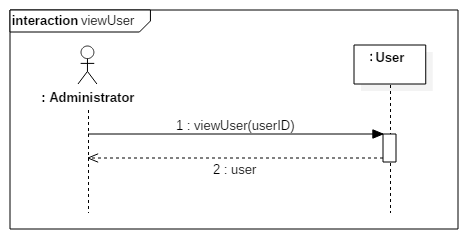 interaction viewUser
: User
: Administrator
1 : viewUser(userID)
2 : user